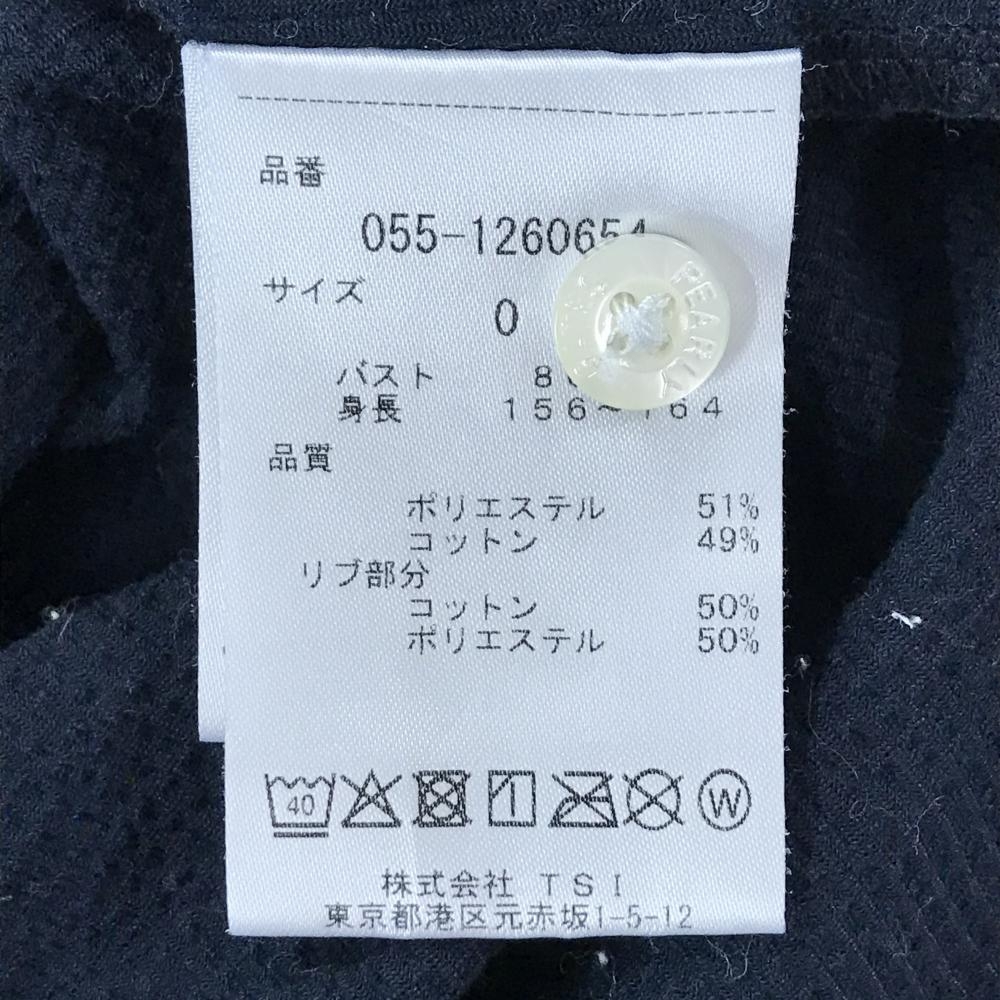 品番
055-1260654
サイズ
0
バスト
身長 156~164
品質
ポリエステル 51%
コットン 49%
リブ部分
コットン 50%
ポリエステル 50%
40
W
株式会社 TSI
東京都港区元赤坂1-5-12
PEARLY